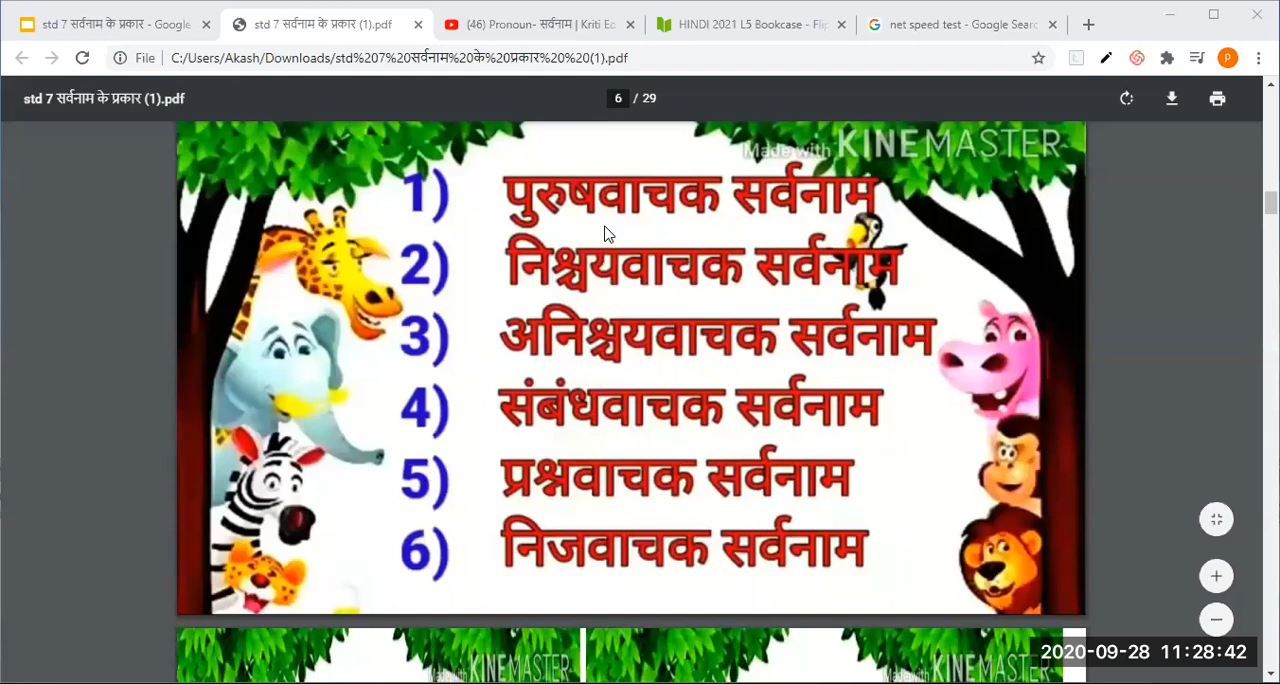 std 7 सर्वनाम के प्रकार - Google
std 7 सर्वनाम के प्रकार (1).pdf
(46) Pronoun- सर्वनाम | Kriti Ed
HINDI 2021 L5 Bookcase - Flip
net speed test - Google Searc
File
C:/Users/Akash/Downloads/std%207%20सर्वनाम%20के%20प्रकार%20%20(1).pdf
P
std 7 सर्वनाम के प्रकार (1).pdf
6 / 29
Made with KINEMASTER
1) पुरुषवाचक सर्वनाम
2) निश्चयवाचक सर्वनाम
3) अनिश्चयवाचक सर्वनाम
4) संबंधवाचक सर्वनाम
5) प्रश्नवाचक सर्वनाम
6) निजवाचक सर्वनाम
Made with KINEMASTER
Made with KINEMASTER
2020-09-28 11:28:42